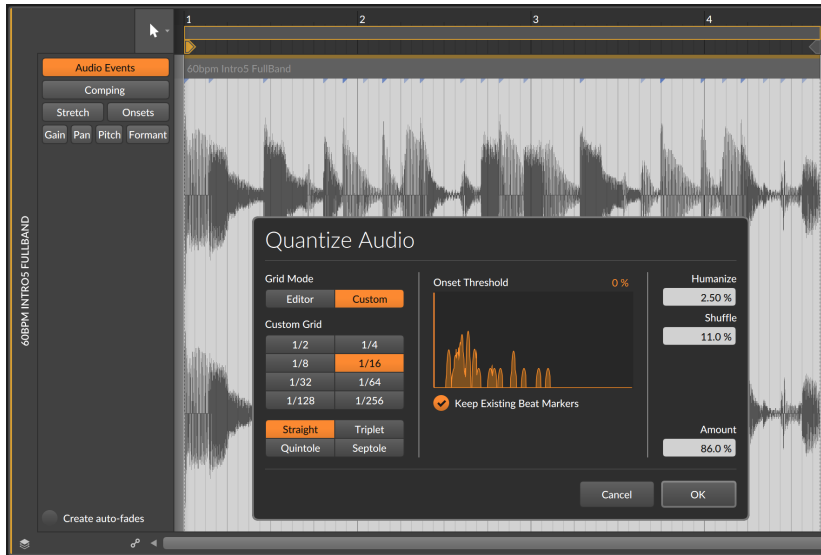 1 2 3 4
Audio Events
60bpm Intro5 FullBand
Comping
Stretch Onsets
Gain Pan Pitch Formant
60BPM INTRO5 FULLBAND
Quantize Audio
Grid Mode
Editor Custom
Custom Grid
1/2 1/4
1/8 1/16
1/32 1/64
1/128 1/256
Straight Triplet
Quintole Septole
Onset Threshold 0 %
Keep Existing Beat Markers
Humanize
2.50 %
Shuffle
11.0 %
Amount
86.0 %
Cancel OK
Create auto-fades